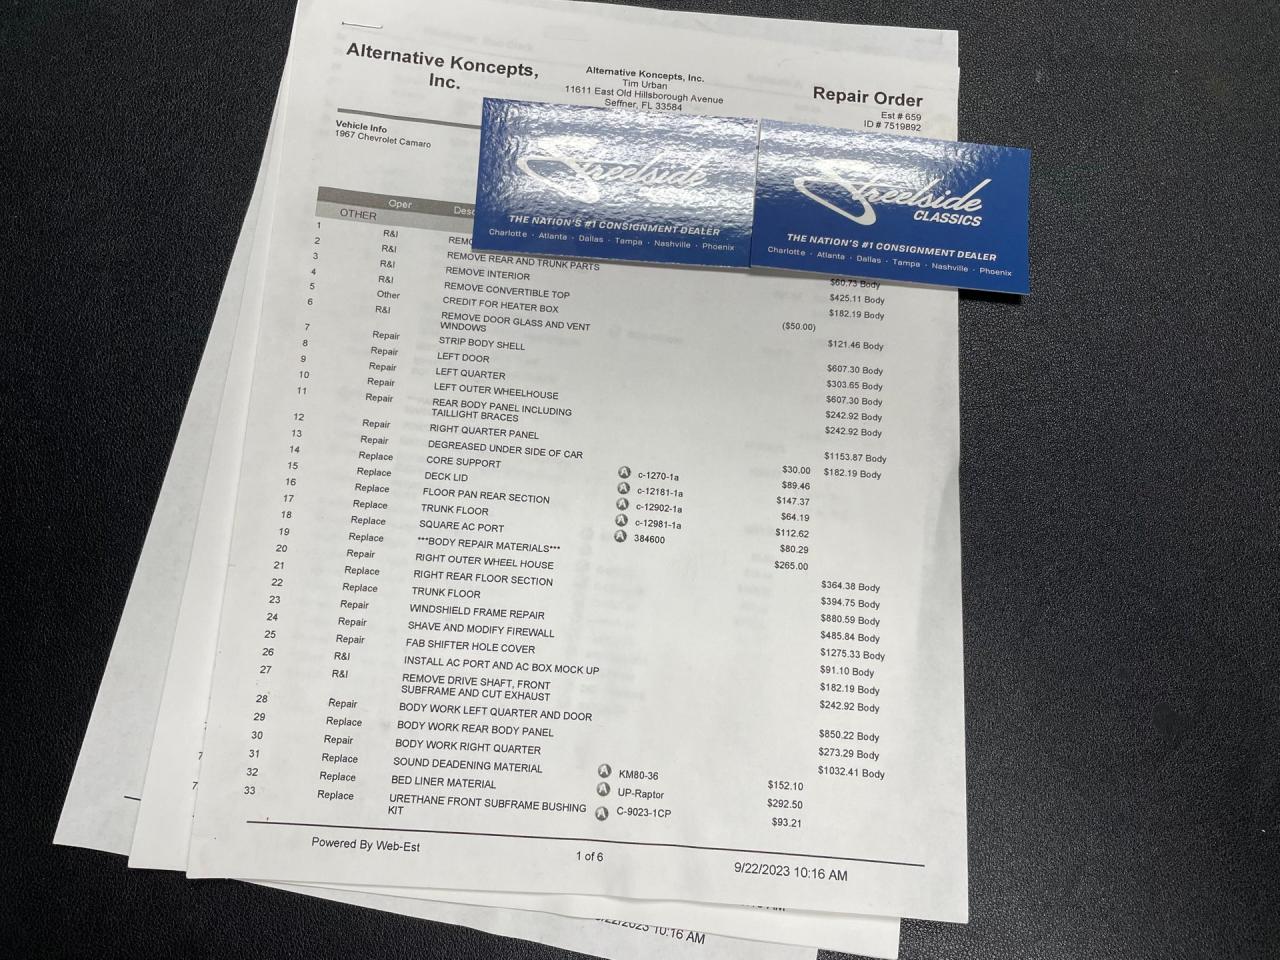 Alternative Koncepts,
Inc.
Alternative Koncepts, Inc.
Tim Urban
11611 East Old Hillsborough Avenue
Seffner, FL 33584
Repair Order
Est # 659
ID # 7519892
Vehicle Info
1967 Chevrolet Camaro
Streetside
THE NATION'S #1 CONSIGNMENT DEALER
Charlotte · Atlanta · Dallas · Tampa · Nashville · Phoenix
Streetside
CLASSICS
THE NATION'S #1 CONSIGNMENT DEALER
Charlotte · Atlanta · Dallas · Tampa · Nashville · Phoenix
Oper Desc
OTHER
1 R&I REMO
2 R&I REMOVE REAR AND TRUNK PARTS $60.73 Body
3 R&I REMOVE INTERIOR $425.11 Body
4 R&I REMOVE CONVERTIBLE TOP $182.19 Body
5 Other CREDIT FOR HEATER BOX ($50.00)
6 R&I REMOVE DOOR GLASS AND VENT $121.46 Body
WINDOWS
7 Repair STRIP BODY SHELL $607.30 Body
8 Repair LEFT DOOR $303.65 Body
9 Repair LEFT QUARTER $607.30 Body
10 Repair LEFT OUTER WHEELHOUSE $242.92 Body
11 Repair REAR BODY PANEL INCLUDING $242.92 Body
TAILLIGHT BRACES
12 Repair RIGHT QUARTER PANEL $1153.87 Body
13 Repair DEGREASED UNDER SIDE OF CAR $30.00 $182.19 Body
14 Replace CORE SUPPORT c-1270-1a $89.46
15 Replace DECK LID c-12181-1a $147.37
16 Replace FLOOR PAN REAR SECTION c-12902-1a $64.19
17 Replace TRUNK FLOOR c-12981-1a $112.62
18 Replace SQUARE AC PORT 384600 $80.29
19 Replace ***BODY REPAIR MATERIALS*** $265.00
20 Repair RIGHT OUTER WHEEL HOUSE $364.38 Body
21 Replace RIGHT REAR FLOOR SECTION $394.75 Body
22 Replace TRUNK FLOOR $880.59 Body
23 Repair WINDSHIELD FRAME REPAIR $485.84 Body
24 Repair SHAVE AND MODIFY FIREWALL $1275.33 Body
25 Repair FAB SHIFTER HOLE COVER $91.10 Body
26 R&I INSTALL AC PORT AND AC BOX MOCK UP $182.19 Body
27 R&I REMOVE DRIVE SHAFT, FRONT $242.92 Body
SUBFRAME AND CUT EXHAUST
28 Repair BODY WORK LEFT QUARTER AND DOOR $850.22 Body
29 Replace BODY WORK REAR BODY PANEL $273.29 Body
30 Repair BODY WORK RIGHT QUARTER $1032.41 Body
31 Replace SOUND DEADENING MATERIAL KM80-36 $152.10
32 Replace BED LINER MATERIAL UP-Raptor $292.50
33 Replace URETHANE FRONT SUBFRAME BUSHING C-9023-1CP $93.21
KIT
Powered By Web-Est 1 of 6 9/22/2023 10:16 AM
10:16 AM